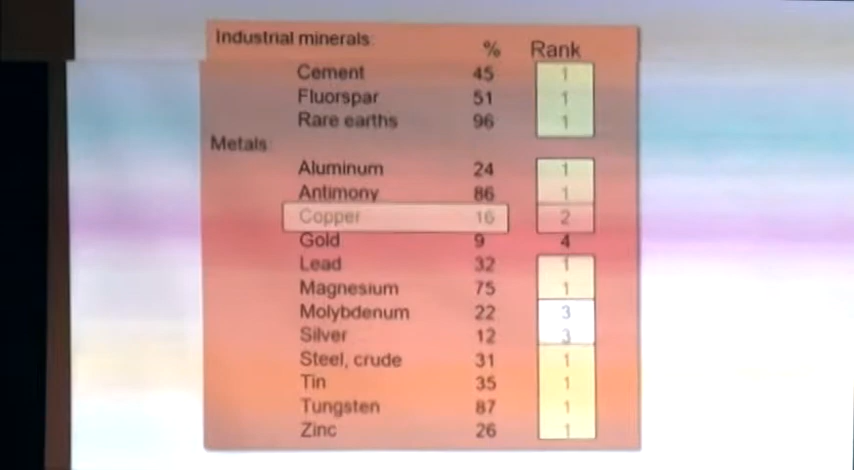 Industrial minerals: % Rank
Cement 45 1
Fluorspar 51 1
Rare earths 96 1
Metals
Aluminum 24 1
Antimony 86 1
Copper 16 2
Gold 9 4
Lead 32 1
Magnesium 75 1
Molybdenum 22 3
Silver 12 3
Steel, crude 31 1
Tin 35 1
Tungsten 87 1
Zinc 26 1